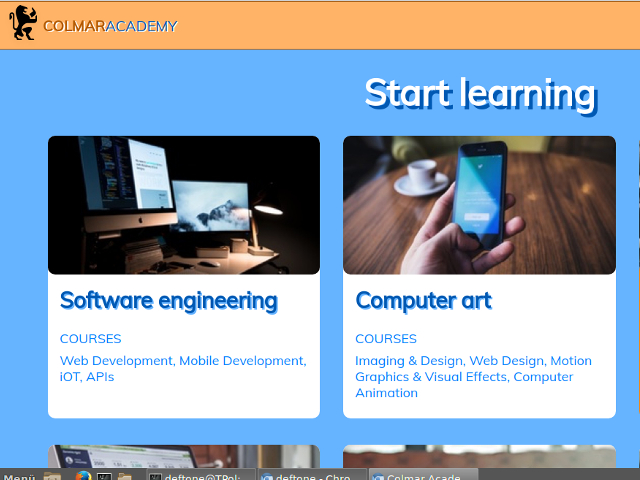 COLMARACADEMY
Start learning
Software engineering
Computer art
COURSES
Web Development, Mobile Development,
iOT, APIs
COURSES
Imaging & Design, Web Design, Motion
Graphics & Visual Effects, Computer
Animation
Menü
deftone@TPol:
deftone - Chro
Colmar Acade